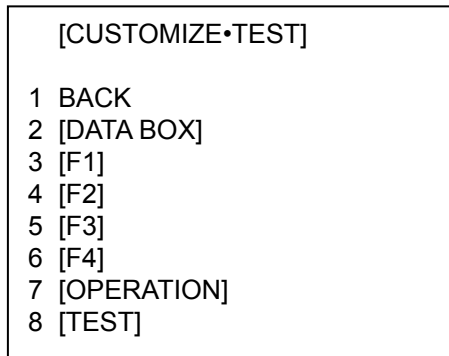 [CUSTOMIZE•TEST]
1 BACK
2 [DATA BOX]
3 [F1]
4 [F2]
5 [F3]
6 [F4]
7 [OPERATION]
8 [TEST]